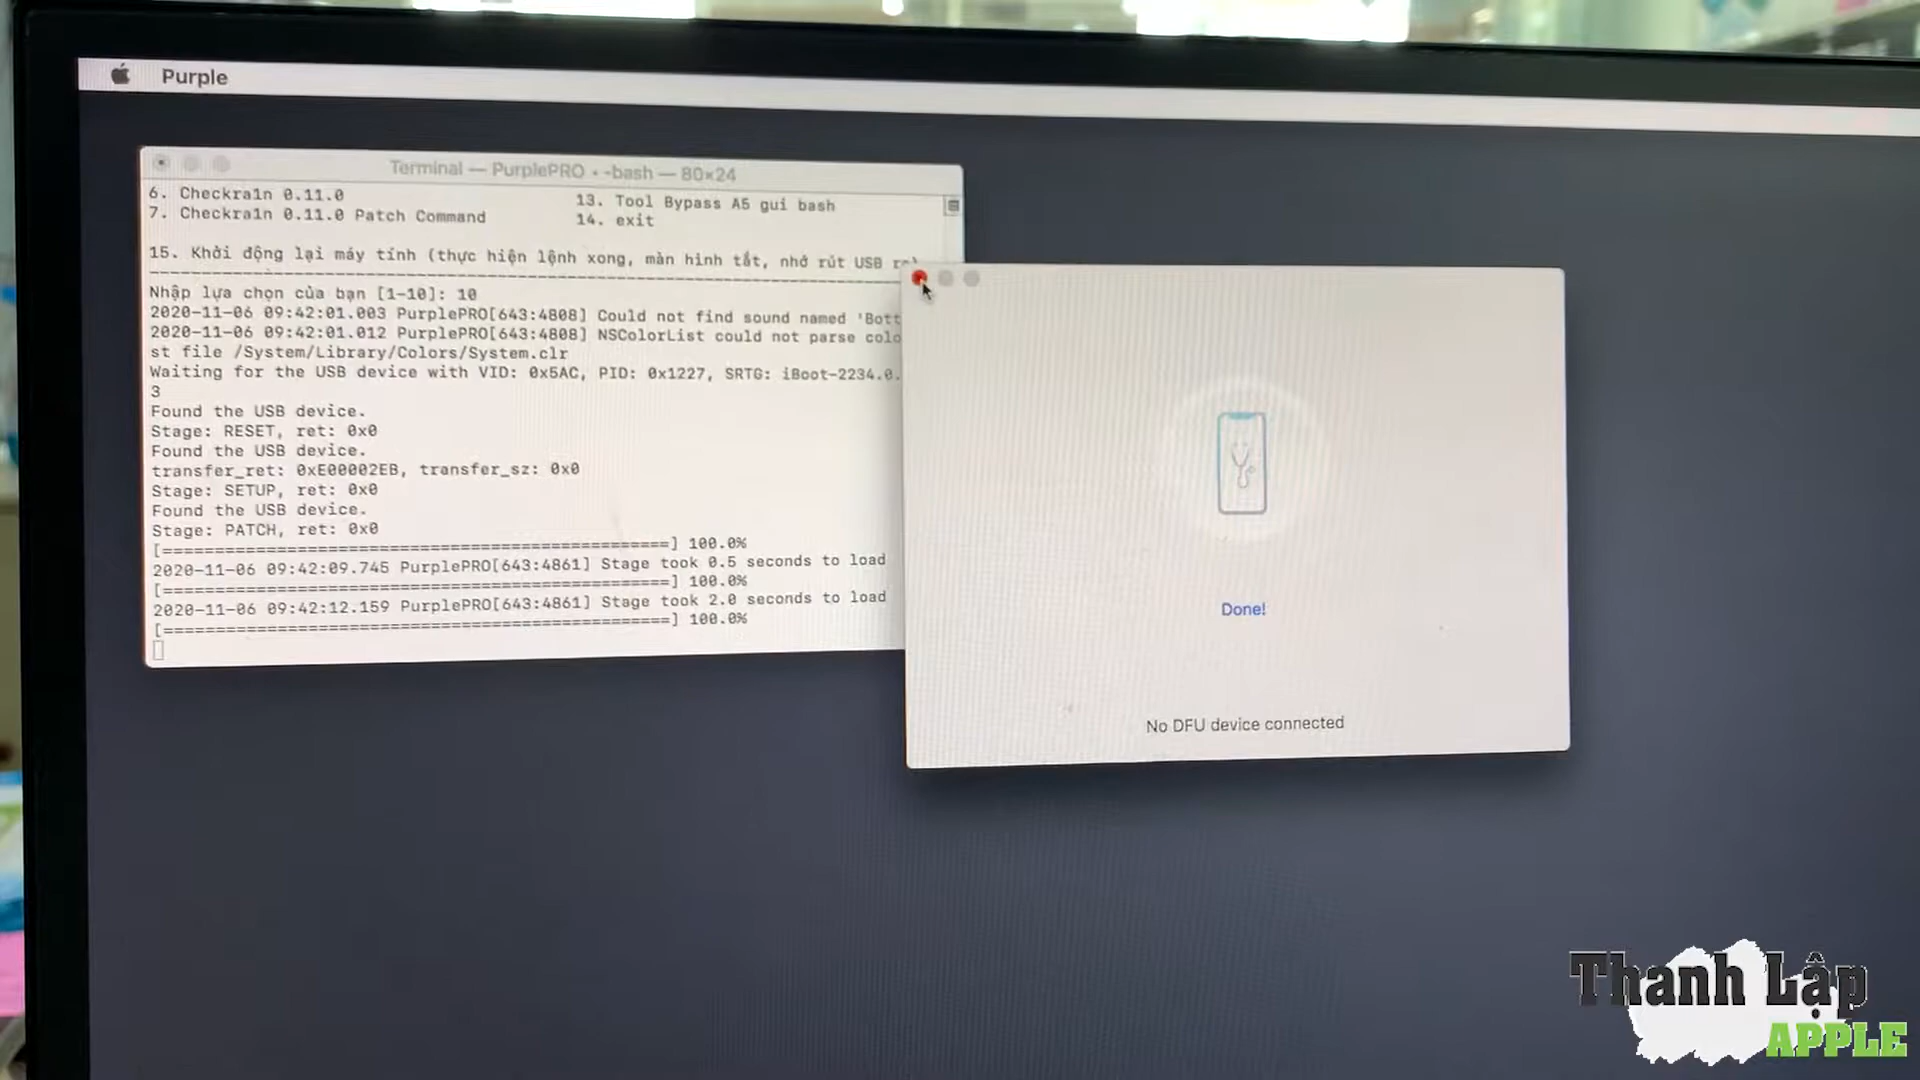 Purple
Terminal — PurplePRO • -bash — 80×24
6. Checkra1n 0.11.0
13. Tool Bypass A5 gui bash
7. Checkra1n 0.11.0 Patch Command
14. exit
15. Khởi động lại máy tính (thực hiện lệnh xong, màn hình tắt, nhớ rút USB
Nhập lựa chọn của bạn [1-10]: 10
2020-11-06 09:42:01.003 PurplePRO[643:4808] Could not find sound named 'Bott
2020-11-06 09:42:01.012 PurplePRO[643:4808] NSColorList could not parse colo
st file /System/Library/Colors/System.clr
Waiting for the USB device with VID: 0x5AC, PID: 0x1227, SRTG: iBoot-2234.0.
3
Found the USB device.
Stage: RESET, ret: 0x0
Found the USB device.
transfer_ret: 0xE00002EB, transfer_sz: 0x0
Stage: SETUP, ret: 0x0
Found the USB device.
Stage: PATCH, ret: 0x0
[=================================================] 100.0%
2020-11-06 09:42:09.745 PurplePRO[643:4861] Stage took 0.5 seconds to load
[=================================================] 100.0%
2020-11-06 09:42:12.159 PurplePRO[643:4861] Stage took 2.0 seconds to load
[=================================================] 100.0%
Done!
No DFU device connected
Thanh Lập
APPLE